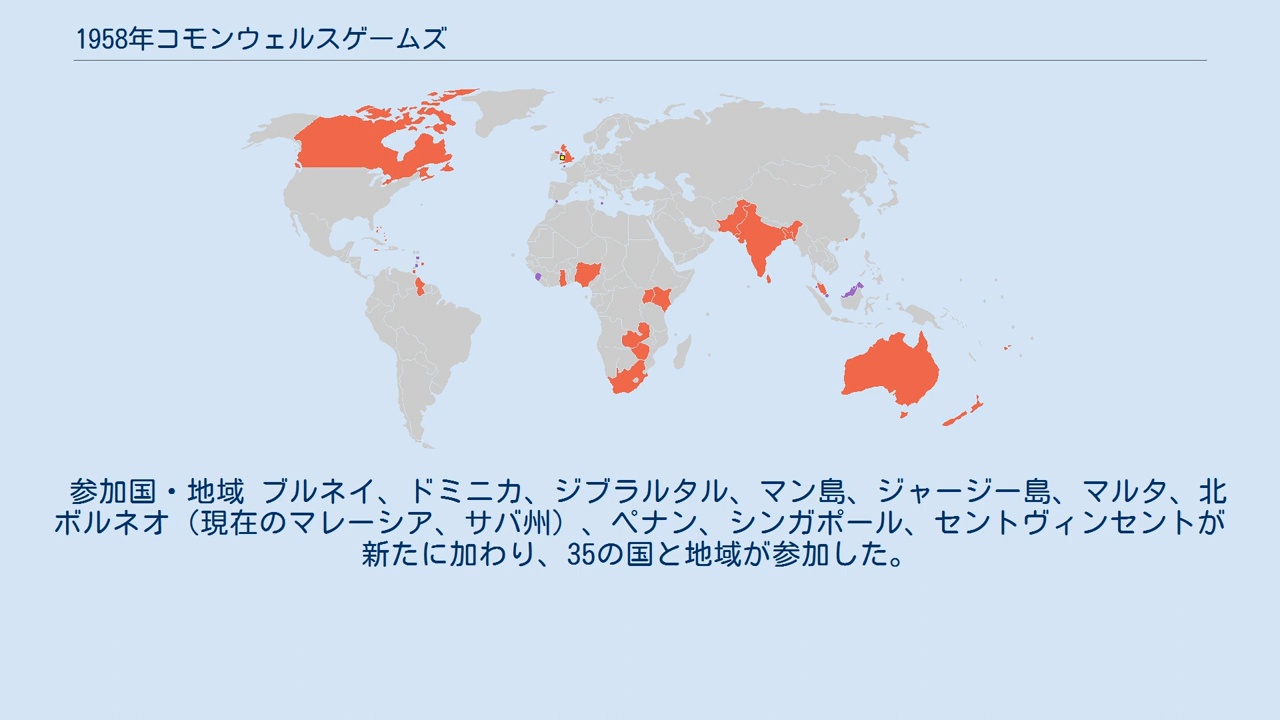 1958年コモンウェルスゲームズ
参加国・地域 ブルネイ、ドミニカ、ジブラルタル、マン島、ジャージー島、マルタ、北
ボルネオ（現在のマレーシア、サバ州）、ペナン、シンガポール、セントヴィンセントが
新たに加わり、35の国と地域が参加した。